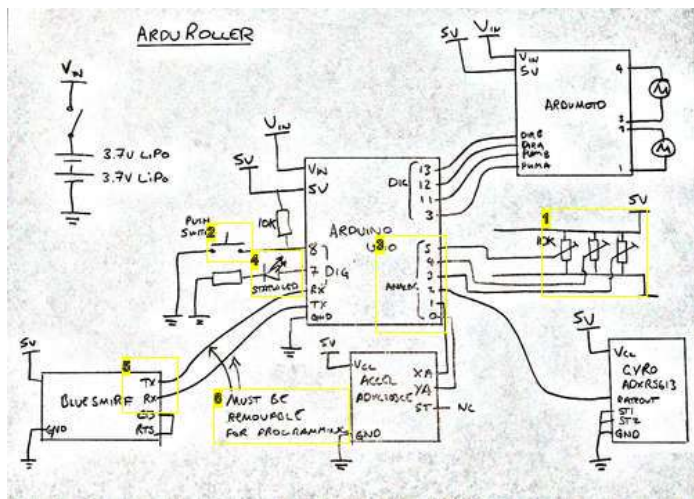 ARDUROLLER
VIN
3.7V LiPo
3.7V LiPo
5V
VIN
VIN
5V
ARDUMOTO
4
3
2
1
DIRB
DIRA
PWMB
PWMA
M
M
VIN
5V
VIN
5V
10K
ARDUINO
UNO
DIG
13
12
11
3
PUSH
SWITCH
2
8
7 DIG
RX
TX
GND
4
STATUS LED
3
ANALOG
5
4
3
2
1
0
1
5V
10K
5V
5
BLUESMIRF
TX
RX
CTS
RTS
GND
6
MUST BE
REMOVABLE
FOR PROGRAMMING
5V
VCC
ACCEL
XA
YA
ST
NC
GND
5V
VCC
GYRO
ADXRS613
RATEOUT
ST1
ST2
GND